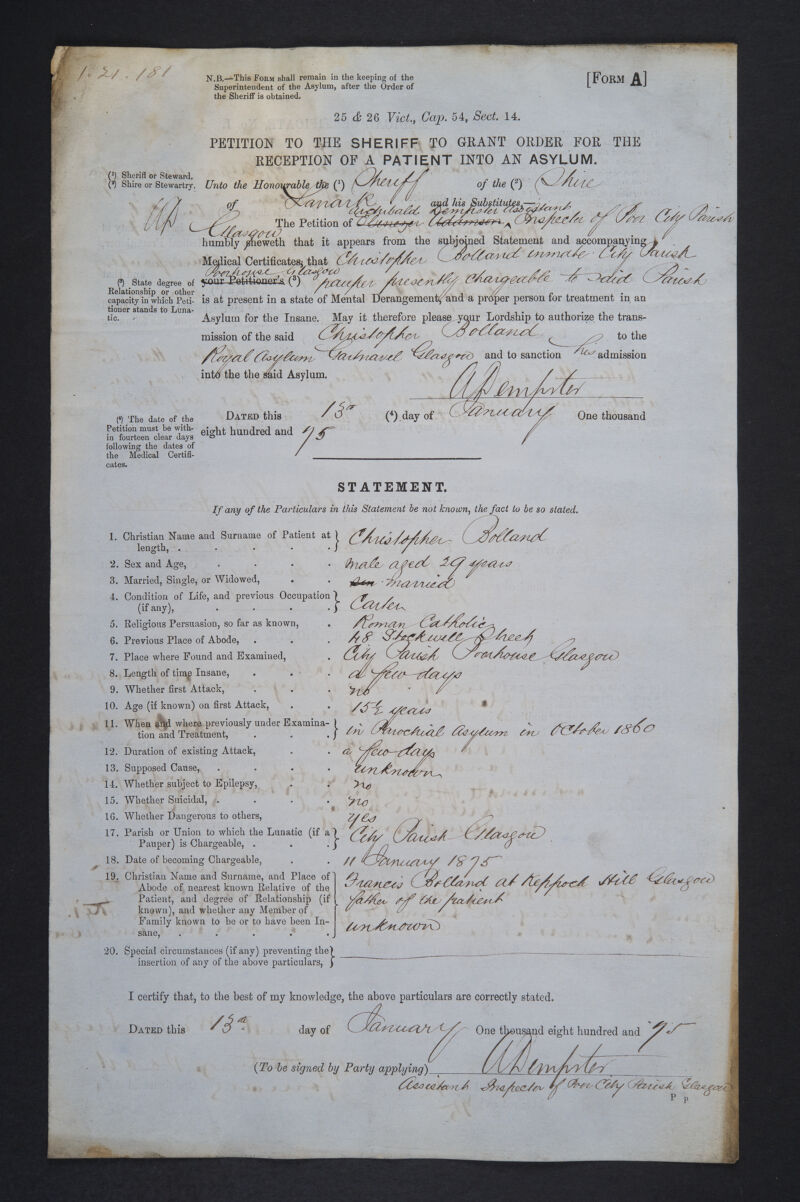 1.21.181
N.B.—This Form shall remain in the keeping of the
Superintendent of the Asylum, after the Order of
the Sheriff is obtained.
[Form A]
25 & 26 Vict., Cap. 54, Sect. 14.
PETITION TO THE SHERIFF TO GRANT ORDER FOR THE
RECEPTION OF A PATIENT INTO AN ASYLUM.
(¹) Sheriff or Steward.
(²) Shire or Stewartry.
Unto the Honourable the (¹) Sheriff of the (²) Shire
of Lanark and his Substitutes,—
Archibald Dempster Assistant
AD
The Petition of Adamson, Inspector of Poor City Parish
Glasgow
humbly sheweth that it appears from the subjoined Statement and accompanying
Medical Certificates, that Christopher Bolland inmate City Parish
Poorhouse Glasgow
your Petitioner's (³) pauper presently chargeable to said Parish
(³) State degree of
Relationship or other
capacity in which Peti-
tioner stands to Luna-
tic.
is at present in a state of Mental Derangement, and a proper person for treatment in an
Asylum for the Insane. May it therefore please your Lordship to authorize the trans-
mission of the said Christopher Bolland to the
Royal Asylum Gartnavel Glasgow and to sanction his admission
into the the said Asylum.
ADempster
(⁴) The date of the
Petition must be with-
in fourteen clear days
following the dates of
the Medical Certifi-
cates.
Dated this 13th (⁴) day of January One thousand
eight hundred and 75
STATEMENT.
If any of the Particulars in this Statement be not known, the fact to be so stated.
1. Christian Name and Surname of Patient at length, . . . . . Christopher Bolland
2. Sex and Age, . . . . male aged 29 years
3. Married, Single, or Widowed, . . sin married
4. Condition of Life, and previous Occupation (if any), . . . . . Carter
5. Religious Persuasion, so far as known, . Roman Catholic
6. Previous Place of Abode, . . . 48 Stockwell Street
7. Place where Found and Examined, . City Parish Poorhouse Glasgow
8. Length of time Insane, . . . a few days
9. Whether first Attack, . . . no
10. Age (if known) on first Attack, . . 15½ years
11. When and where previously under Examina-
tion and Treatment, . . . in Parochial Asylum in October 1860
12. Duration of existing Attack, . . a few days
13. Supposed Cause, . . . . unknown
14. Whether subject to Epilepsy, . . no
15. Whether Suicidal, . . . . no
16. Whether Dangerous to others, . . yes
17. Parish or Union to which the Lunatic (if a
Pauper) is Chargeable, . . . . City Parish Glasgow
18. Date of becoming Chargeable, . . 11 January 1875
19. Christian Name and Surname, and Place of
Abode of nearest known Relative of the
Patient, and degree of Relationship (if
known), and whether any Member of
Family known to be or to have been In-
sane, . . . . . .
Francis Bolland at Keppoch Hill Glasgow
father of the patient
unknown
20. Special circumstances (if any) preventing the
insertion of any of the above particulars,
I certify that, to the best of my knowledge, the above particulars are correctly stated.
Dated this 13th day of January One thousand eight hundred and 75
(To be signed by Party applying) ADempster
Assistant Inspector of Poor City Parish Glasgow
P p